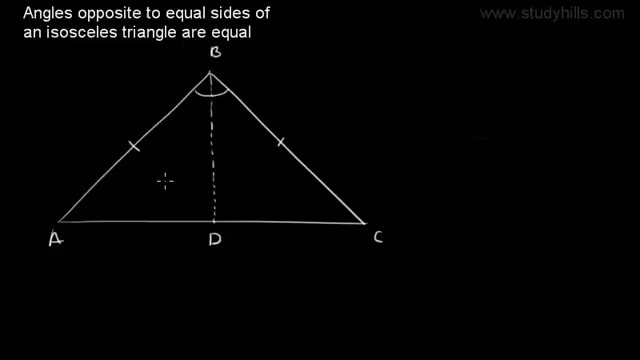 Angles opposite to equal sides of
an isosceles triangle are equal
www.studyhills.com
B
A
D
C